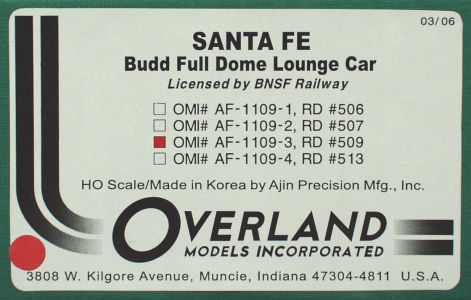 03/06
SANTA FE
Budd Full Dome Lounge Car
Licensed by BNSF Railway
OMI# AF-1109-1, RD #506
OMI# AF-1109-2, RD #507
OMI# AF-1109-3, RD #509
OMI# AF-1109-4, RD #513
HO Scale/Made in Korea by Ajin Precision Mfg., Inc.
OVERLAND
MODELS INCORPORATED
3808 W. Kilgore Avenue, Muncie, Indiana 47304-4811 U.S.A.